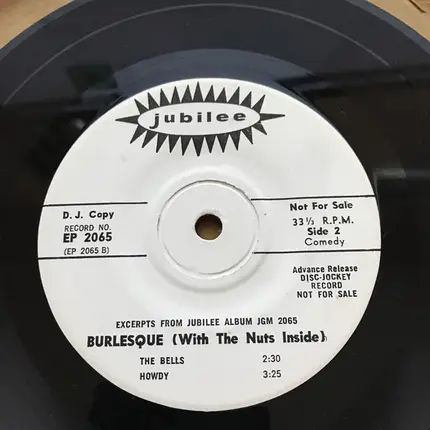 jubilee
D. J. Copy
RECORD NO.
EP 2065
(EP 2065 B)
Not For Sale
33⅓ R.P.M.
Side 2
Comedy
Advance Release
DISC-JOCKEY
RECORD
NOT FOR SALE
EXCERPTS FROM JUBILEE ALBUM JGM 2065
BURLESQUE (With The Nuts Inside)
THE BELLS 2:30
HOWDY 3:25